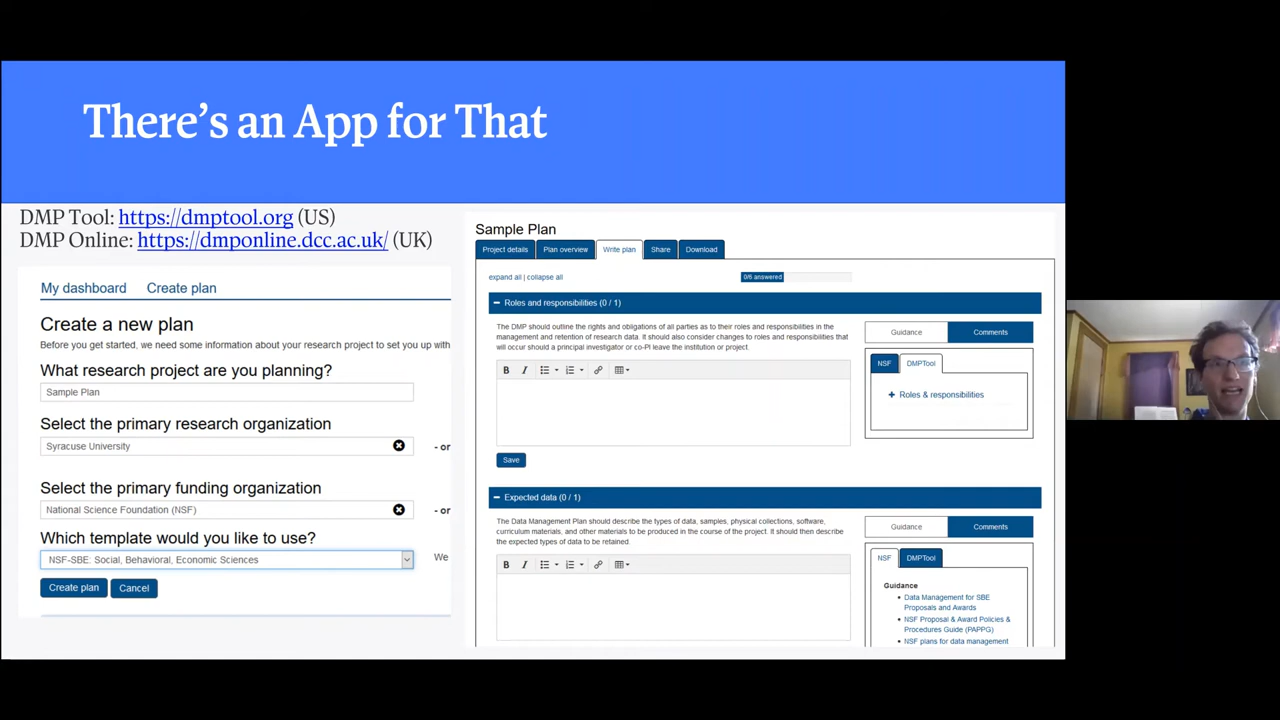 There's an App for That
DMP Tool: https://dmptool.org (US)
DMP Online: https://dmponline.dcc.ac.uk/ (UK)
My dashboard Create plan
Create a new plan
Before you get started, we need some information about your research project to set you up with
What research project are you planning?
Sample Plan
Select the primary research organization
Syracuse University
- or
Select the primary funding organization
National Science Foundation (NSF)
- or
Which template would you like to use?
NSF-SBE: Social, Behavioral, Economic Sciences
We
Create plan Cancel
Sample Plan
Project details Plan overview Write plan Share Download
expand all | collapse all
0/6 answered
Roles and responsibilities (0 / 1)
The DMP should outline the rights and obligations of all parties as to their roles and responsibilities in the
management and retention of research data. It should also consider changes to roles and responsibilities that
will occur should a principal investigator or co-PI leave the institution or project.
B I
Save
Guidance Comments
NSF DMPTool
+ Roles & responsibilities
Expected data (0 / 1)
The Data Management Plan should describe the types of data, samples, physical collections, software,
curriculum materials, and other materials to be produced in the course of the project. It should then describe
the expected types of data to be retained.
B I
Guidance Comments
NSF DMPTool
Guidance
Data Management for SBE
Proposals and Awards
NSF Proposal & Award Policies &
Procedures Guide (PAPPG)
NSF plans for data management